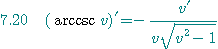 7.20 ( arccsc v)′=− v′ / v√v²−1